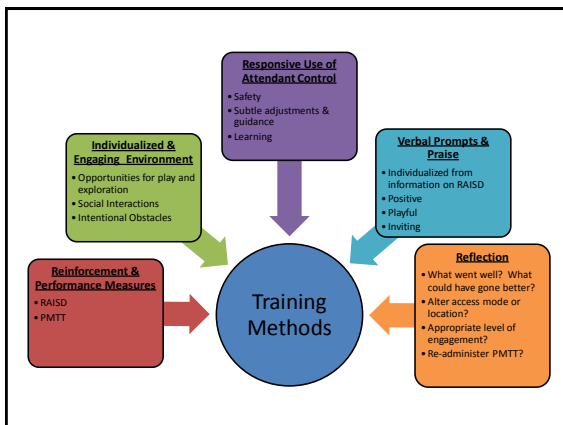 Responsive Use of
Attendant Control
• Safety
• Subtle adjustments &
guidance
• Learning
Individualized &
Engaging Environment
• Opportunities for play and
exploration
• Social Interactions
• Intentional Obstacles
Verbal Prompts &
Praise
• Individualized from
information on RAISD
• Positive
• Playful
• Inviting
Reinforcement &
Performance Measures
• RAISD
• PMTT
Training
Methods
Reflection
• What went well? What
could have gone better?
• Alter access mode or
location?
• Appropriate level of
engagement?
• Re-administer PMTT?